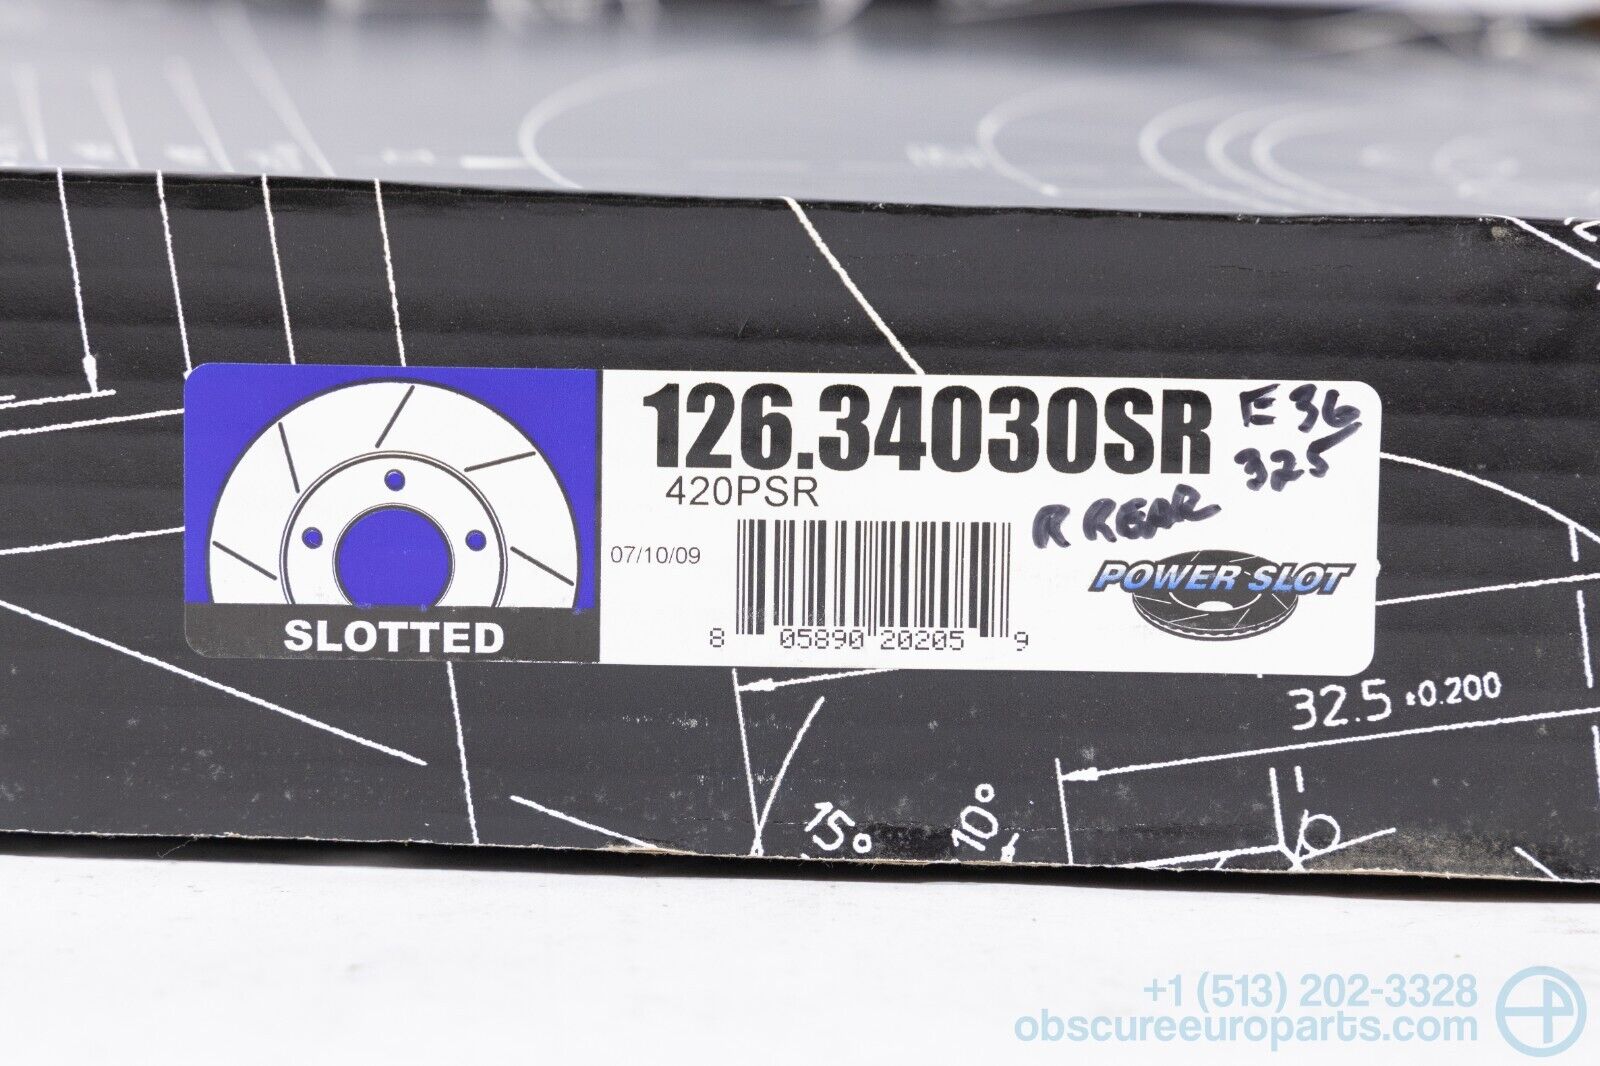 126.34030SR
E36
325
420PSR
R REAR
07/10/09
POWER SLOT
8 05890 20205 9
SLOTTED
32.5 ±0.200
15°
10°
+1 (513) 202-3328
obscureeuroparts.com